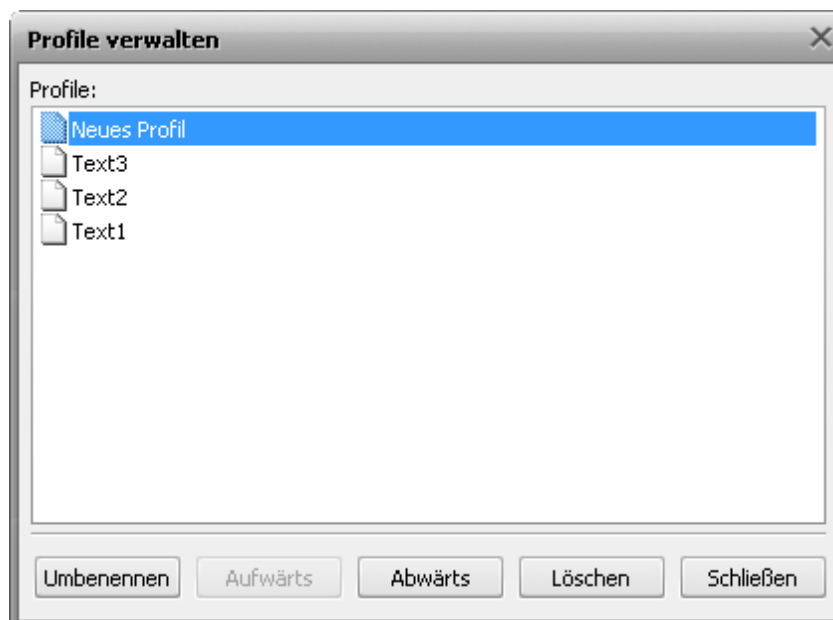 Profile verwalten
Profile:
Neues Profil
Text3
Text2
Text1
Umbenennen Aufwärts Abwärts Löschen Schließen